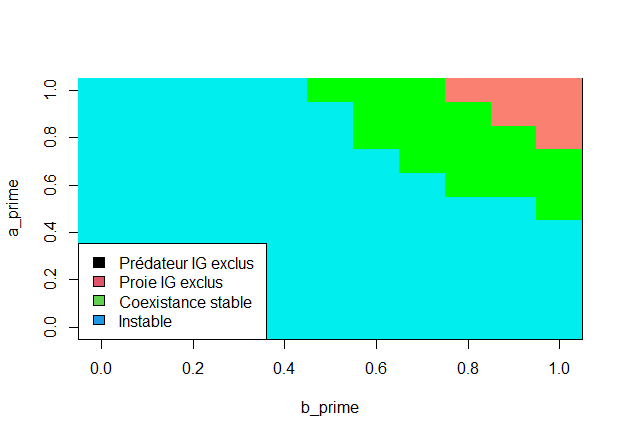 a_prime
1.0
0.8
0.6
0.4
0.2
0.0
Prédateur IG exclus
Proie IG exclus
Coexistance stable
Instable
0.0 0.2 0.4 0.6 0.8 1.0
b_prime